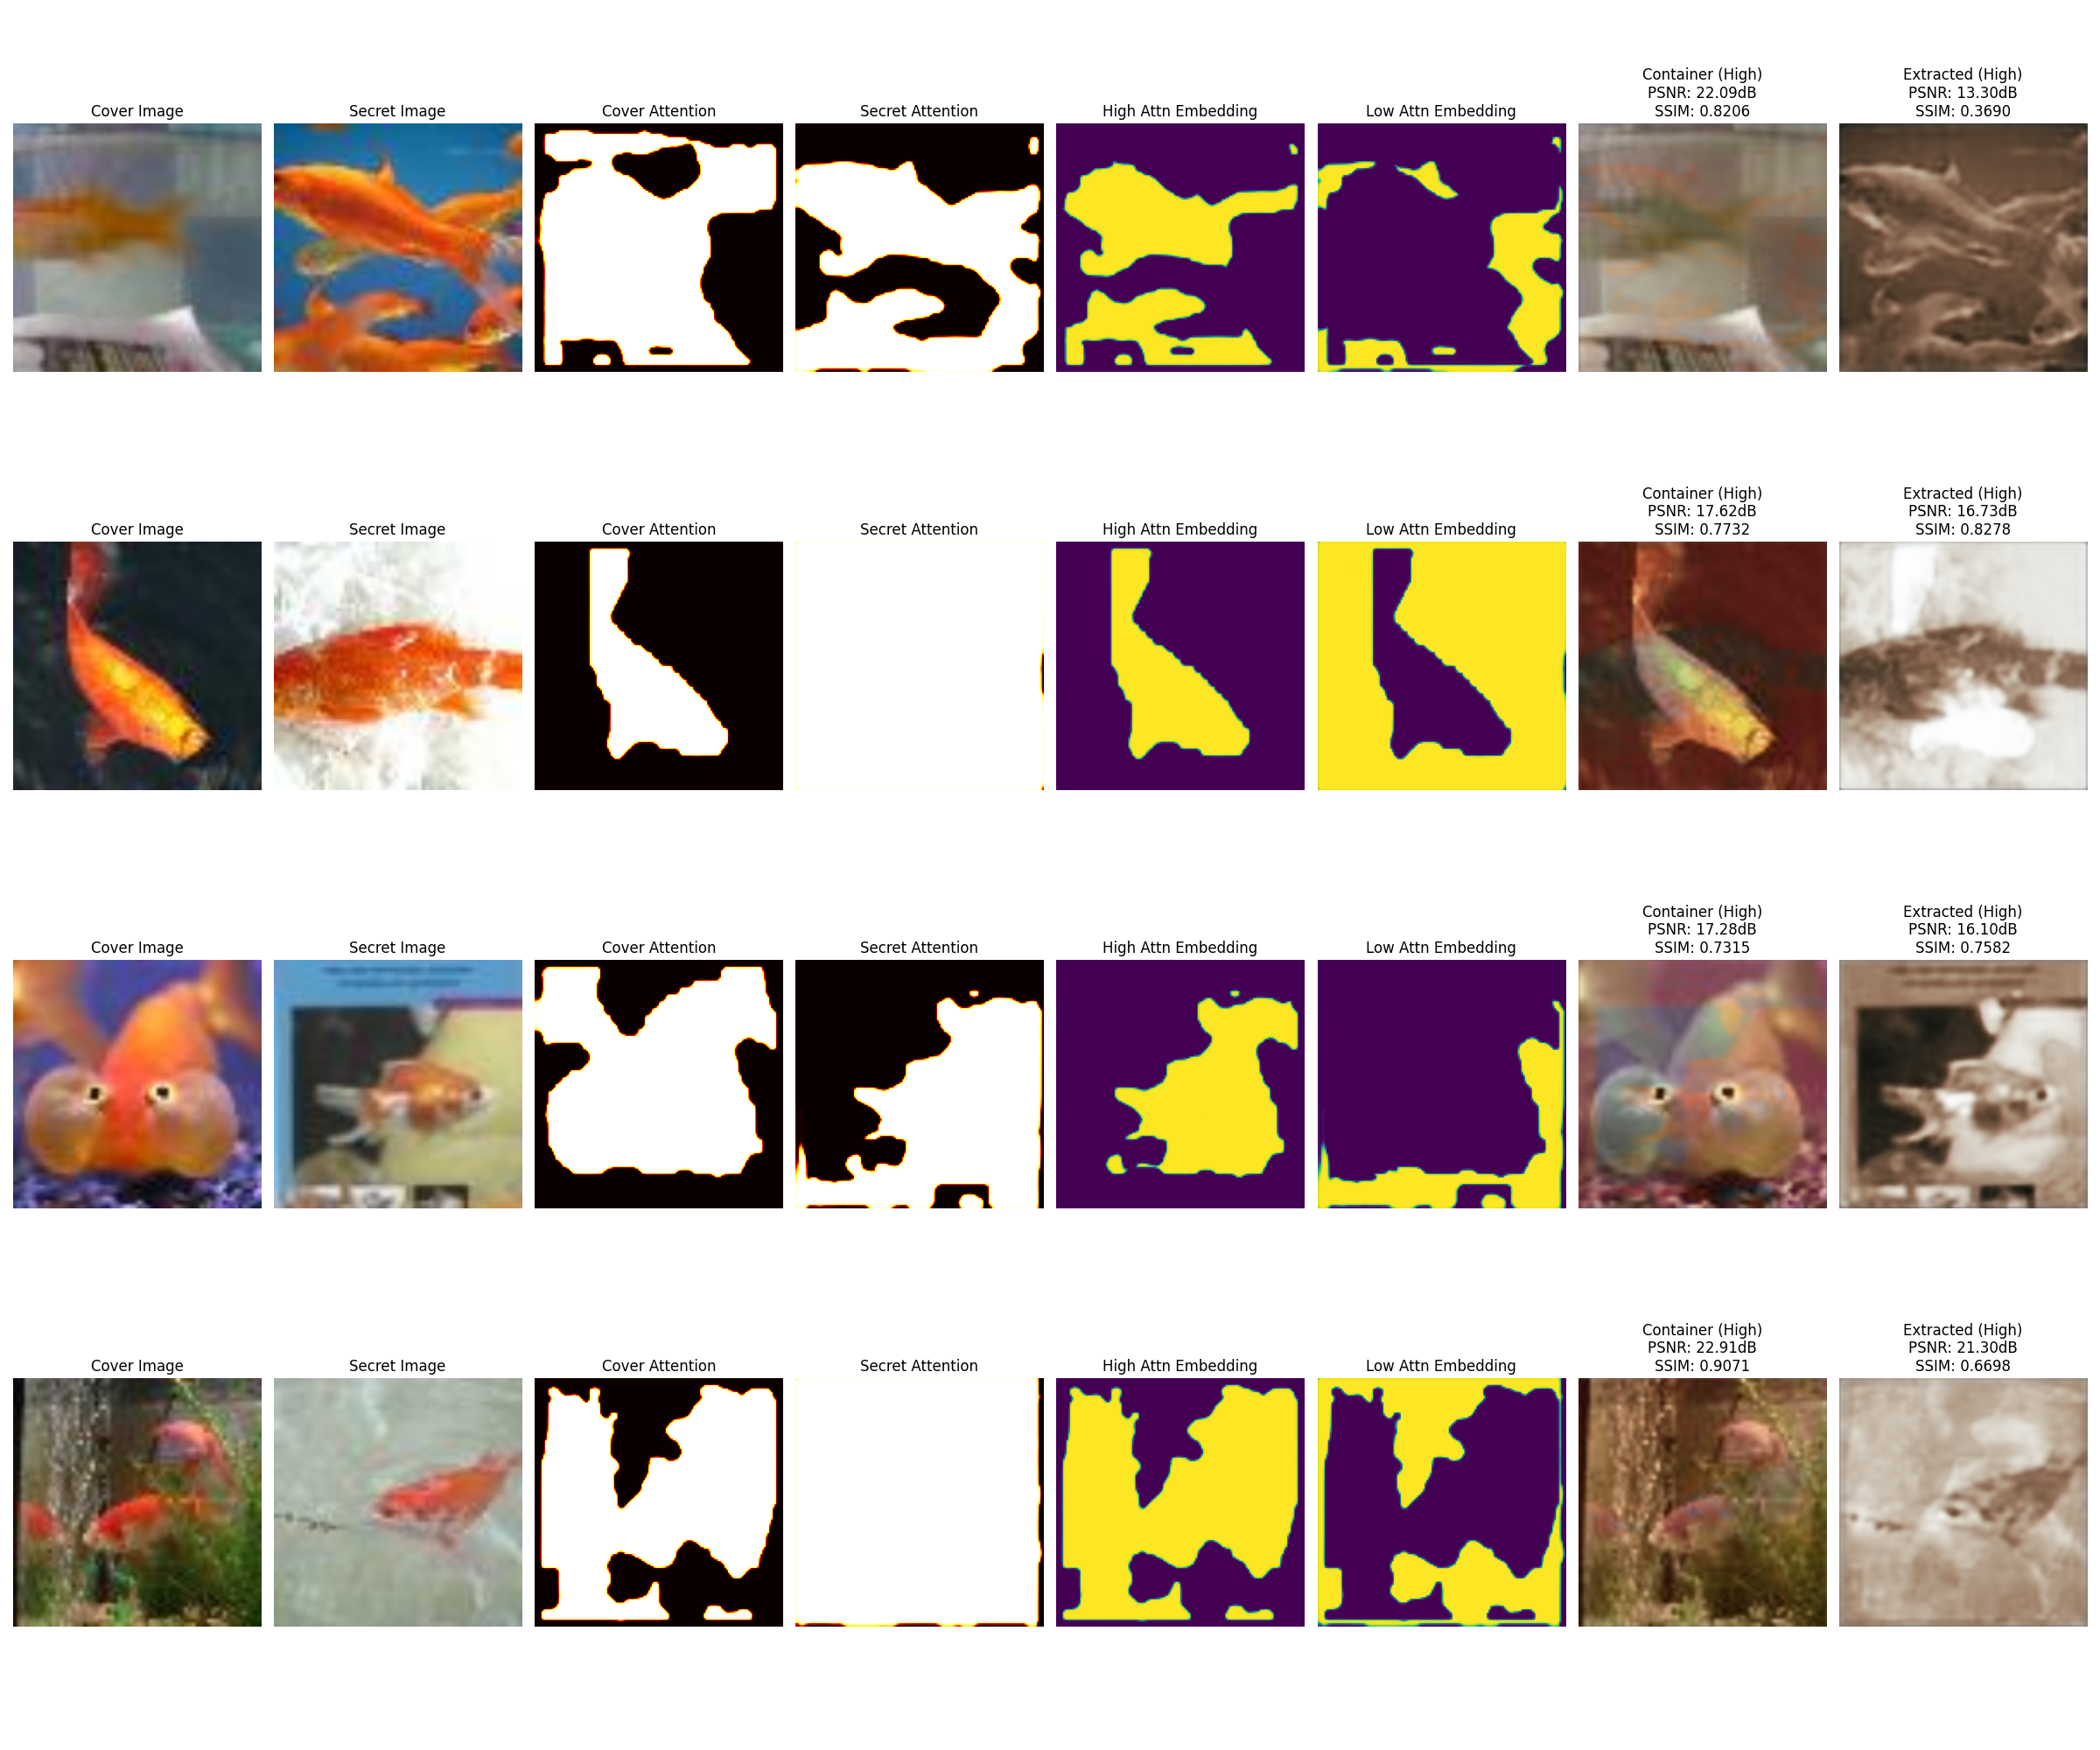 Cover Image
Secret Image
Cover Attention
Secret Attention
High Attn Embedding
Low Attn Embedding
Container (High)
PSNR: 22.09dB
SSIM: 0.8206
Extracted (High)
PSNR: 13.30dB
SSIM: 0.3690
Cover Image
Secret Image
Cover Attention
Secret Attention
High Attn Embedding
Low Attn Embedding
Container (High)
PSNR: 17.62dB
SSIM: 0.7732
Extracted (High)
PSNR: 16.73dB
SSIM: 0.8278
Cover Image
Secret Image
Cover Attention
Secret Attention
High Attn Embedding
Low Attn Embedding
Container (High)
PSNR: 17.28dB
SSIM: 0.7315
Extracted (High)
PSNR: 16.10dB
SSIM: 0.7582
Cover Image
Secret Image
Cover Attention
Secret Attention
High Attn Embedding
Low Attn Embedding
Container (High)
PSNR: 22.91dB
SSIM: 0.9071
Extracted (High)
PSNR: 21.30dB
SSIM: 0.6698